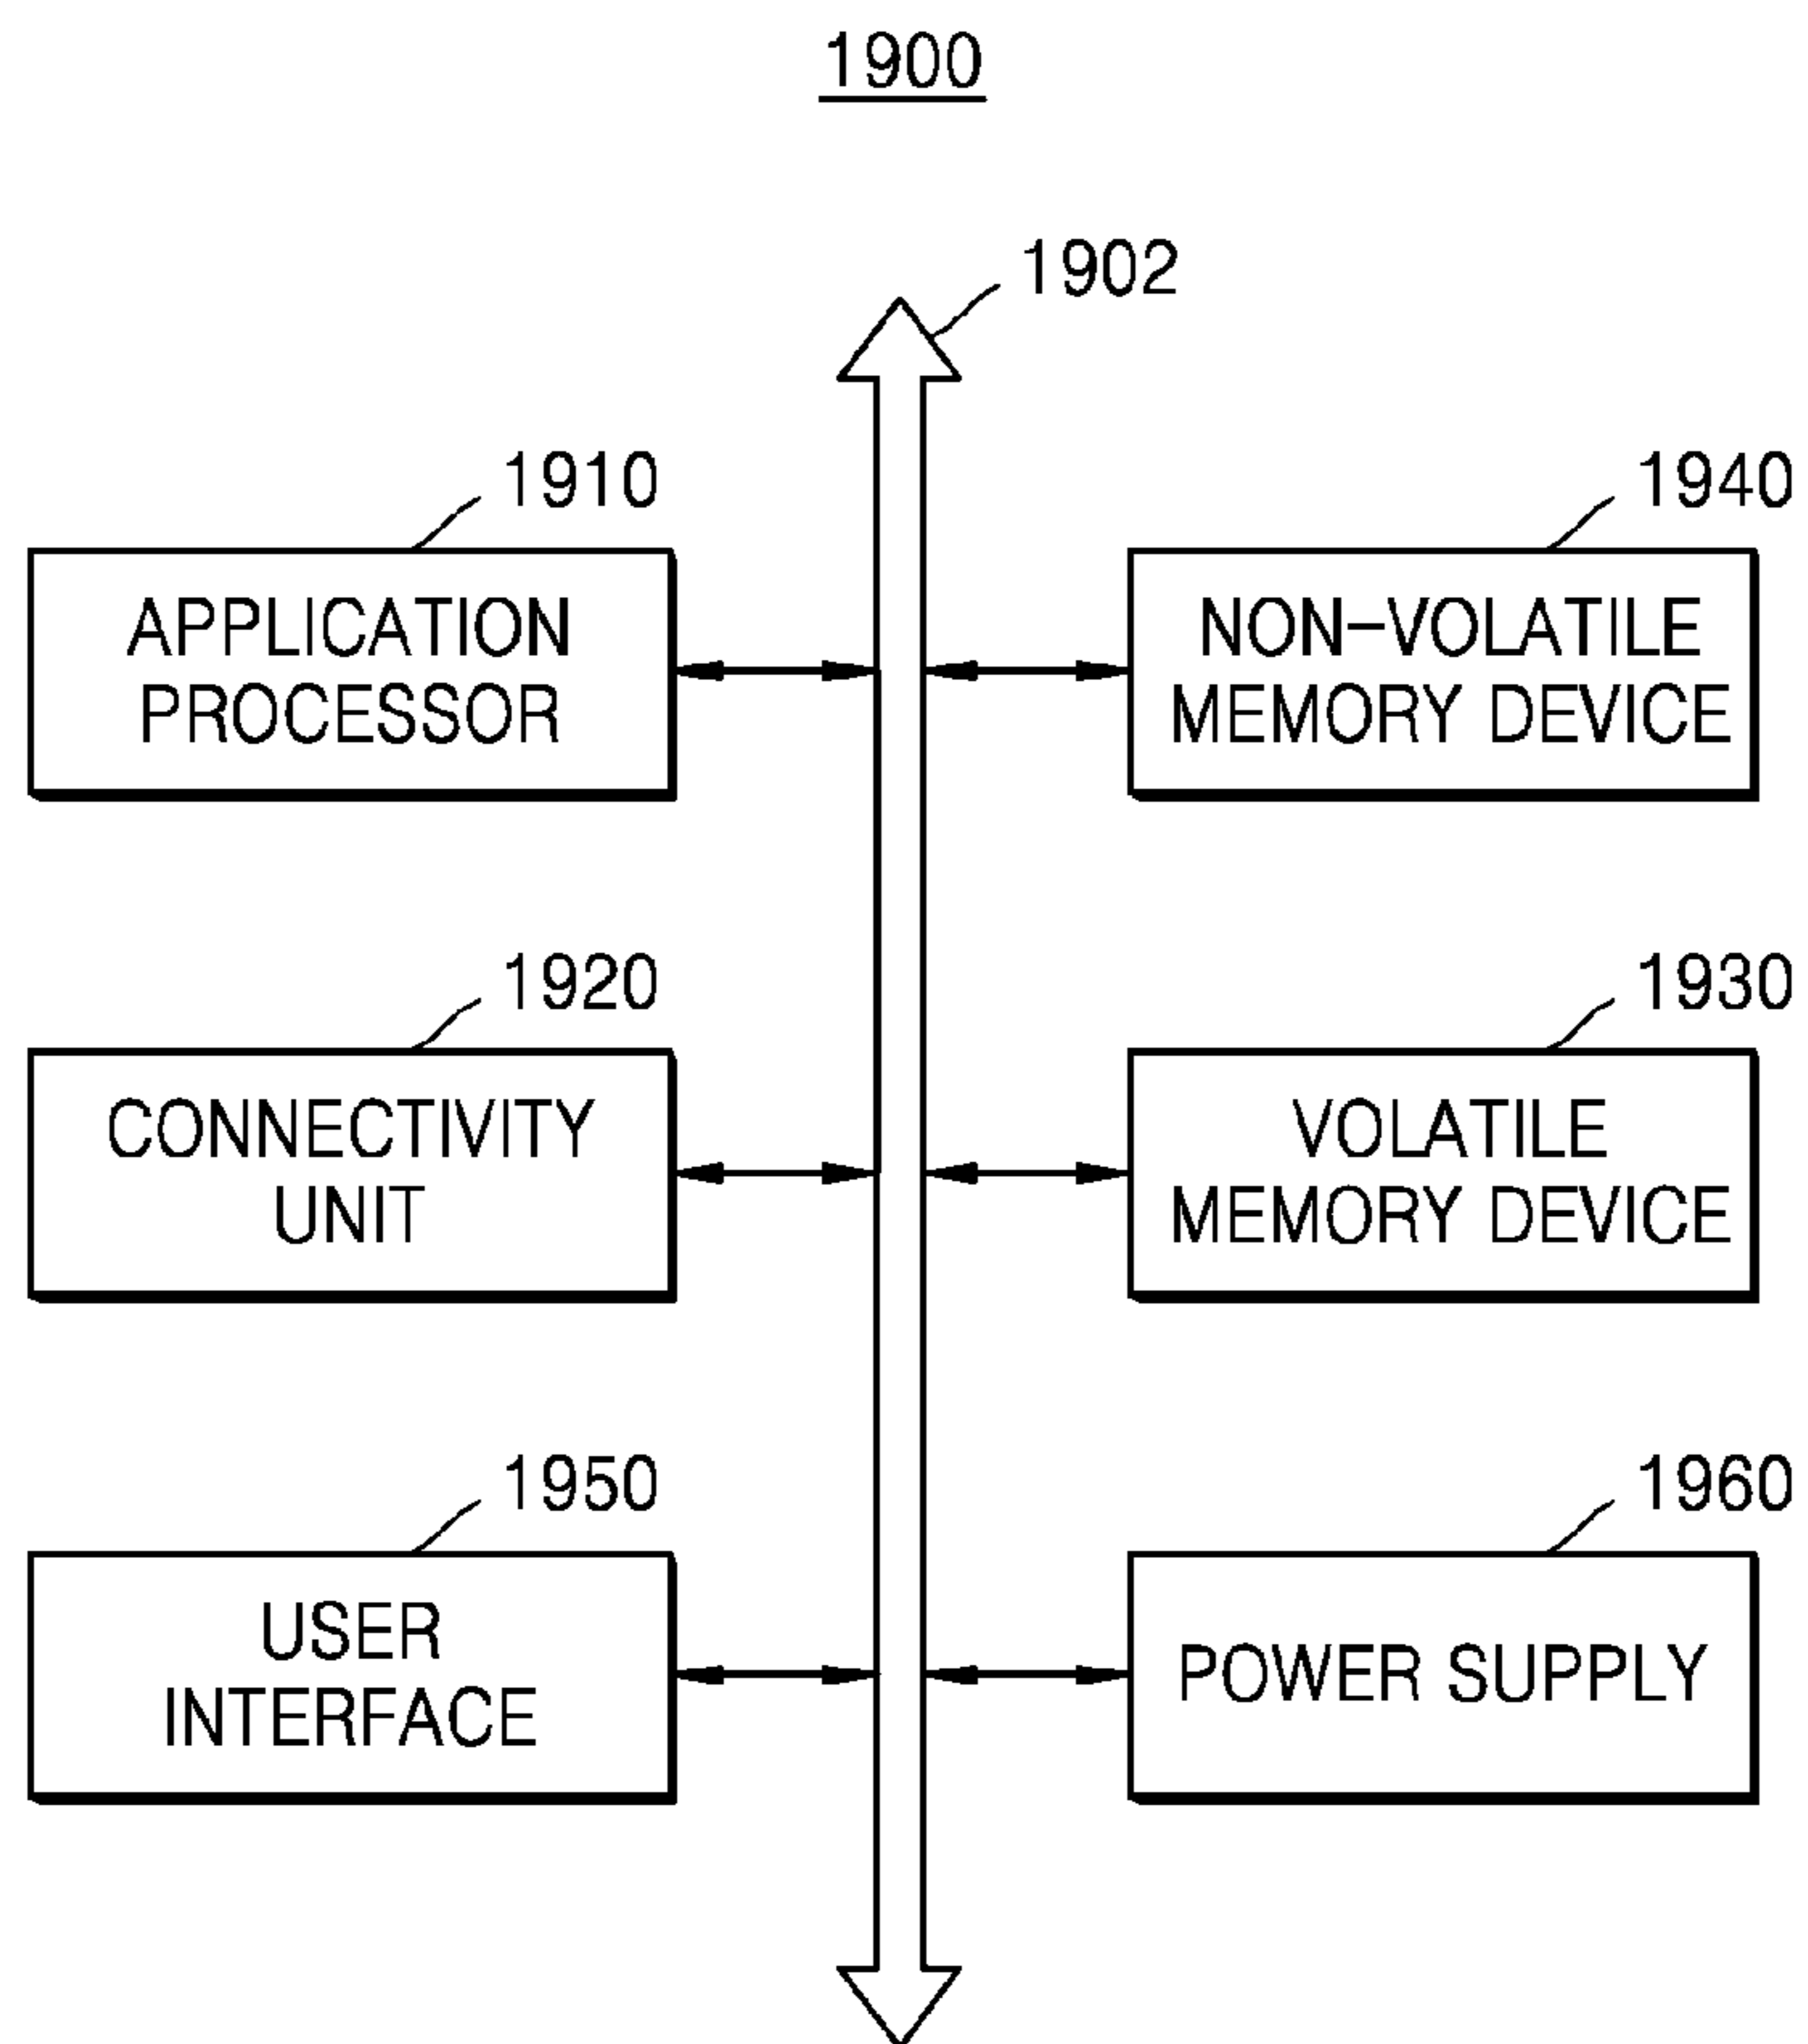 1900
1902
1910
APPLICATION
PROCESSOR
1940
NON-VOLATILE
MEMORY DEVICE
1920
CONNECTIVITY
UNIT
1930
VOLATILE
MEMORY DEVICE
1950
USER
INTERFACE
1960
POWER SUPPLY